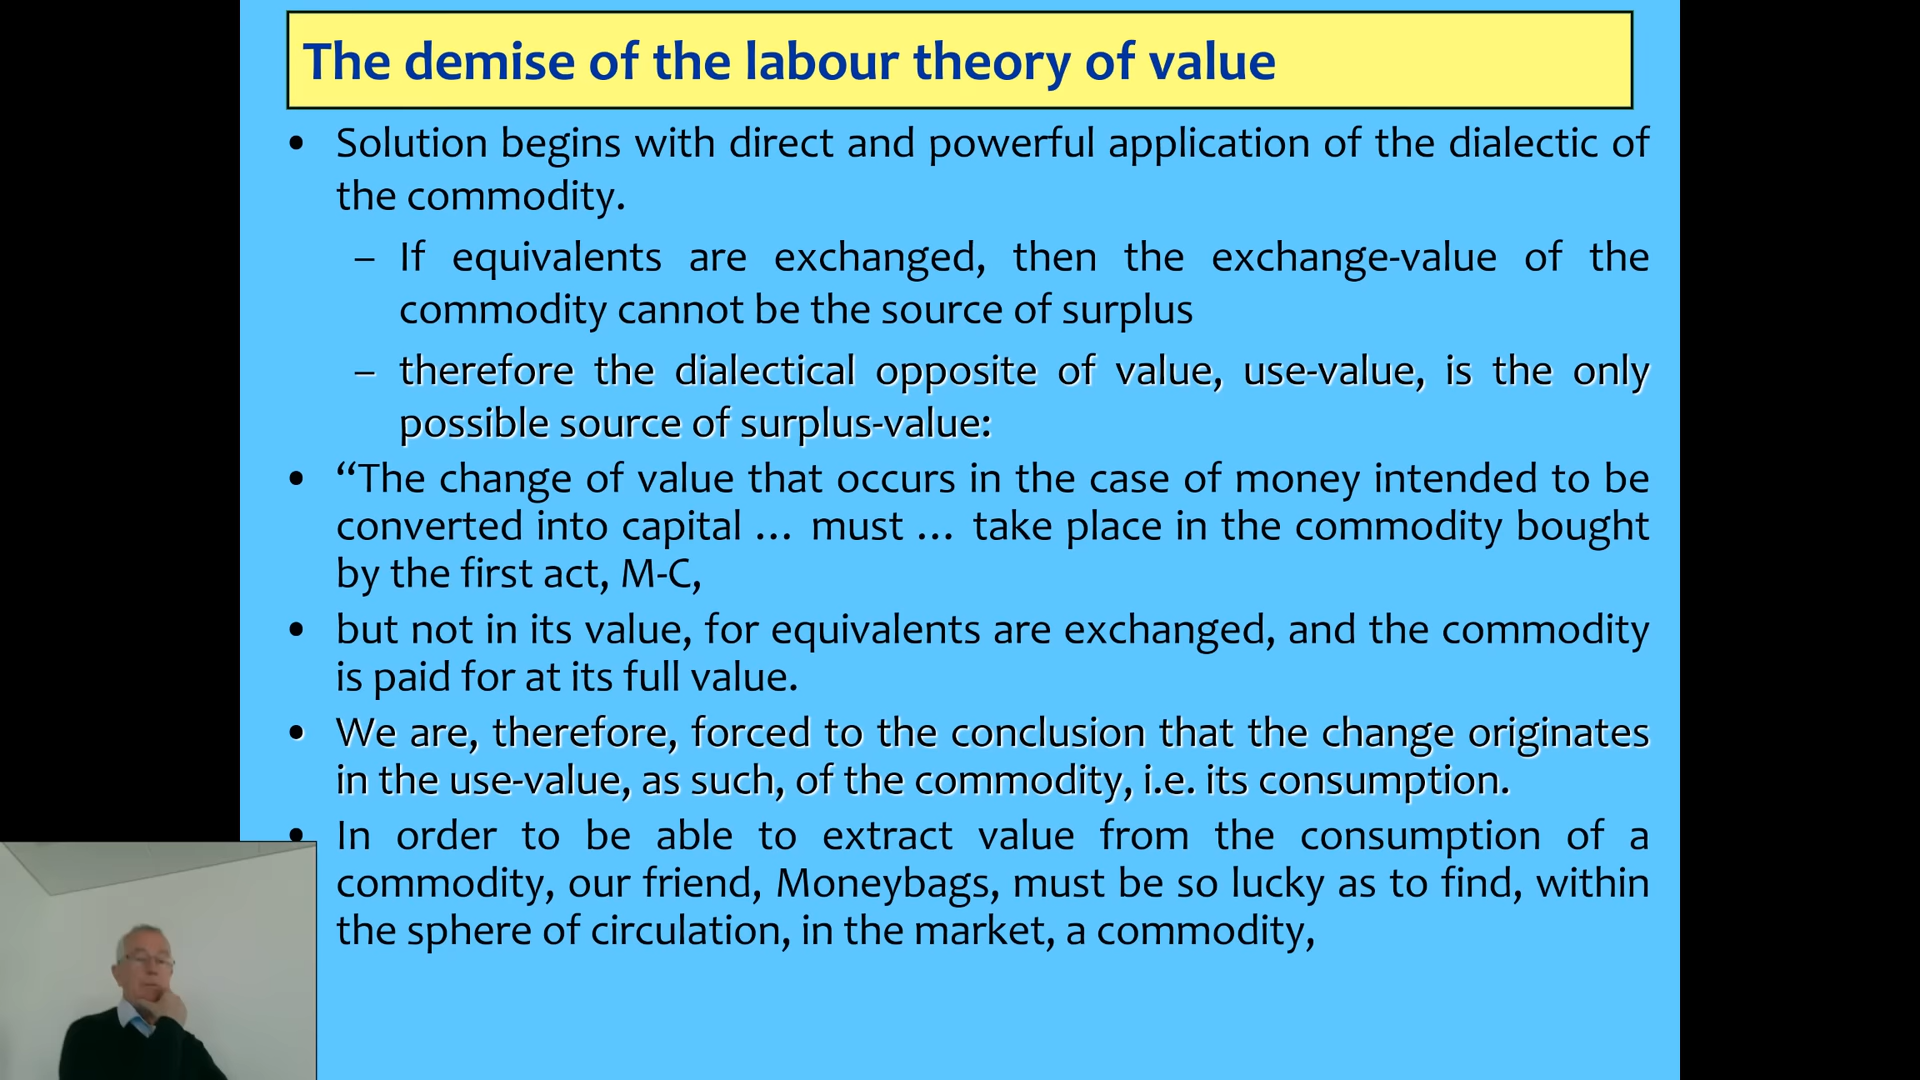 The demise of the labour theory of value
• Solution begins with direct and powerful application of the dialectic of
the commodity.
– If equivalents are exchanged, then the exchange-value of the
commodity cannot be the source of surplus
– therefore the dialectical opposite of value, use-value, is the only
possible source of surplus-value:
• “The change of value that occurs in the case of money intended to be
converted into capital … must … take place in the commodity bought
by the first act, M-C,
• but not in its value, for equivalents are exchanged, and the commodity
is paid for at its full value.
• We are, therefore, forced to the conclusion that the change originates
in the use-value, as such, of the commodity, i.e. its consumption.
• In order to be able to extract value from the consumption of a
commodity, our friend, Moneybags, must be so lucky as to find, within
the sphere of circulation, in the market, a commodity,